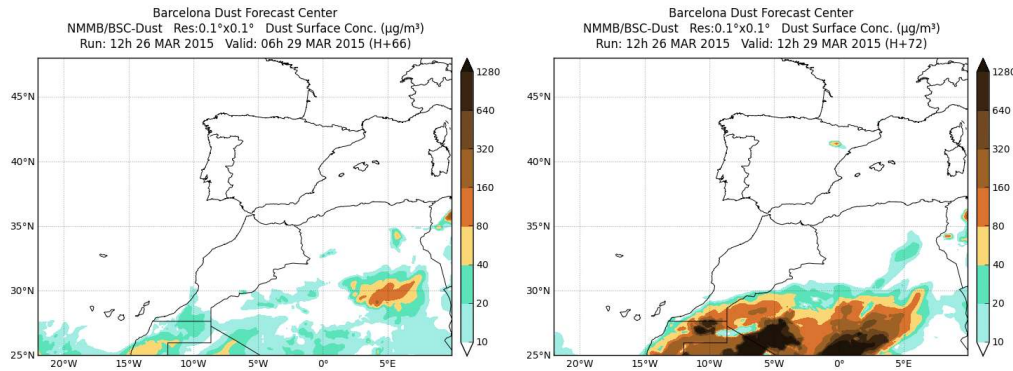 Barcelona Dust Forecast Center
NMMB/BSC-Dust Res:0.1°x0.1° Dust Surface Conc. (µg/m³)
Run: 12h 26 MAR 2015 Valid: 06h 29 MAR 2015 (H+66)
45°N
40°N
35°N
30°N
25°N
20°W
15°W
10°W
5°W
0°
5°E
1280
640
320
160
80
40
20
10
Barcelona Dust Forecast Center
NMMB/BSC-Dust Res:0.1°x0.1° Dust Surface Conc. (µg/m³)
Run: 12h 26 MAR 2015 Valid: 12h 29 MAR 2015 (H+72)
45°N
40°N
35°N
30°N
25°N
20°W
15°W
10°W
5°W
0°
5°E
1280
640
320
160
80
40
20
10